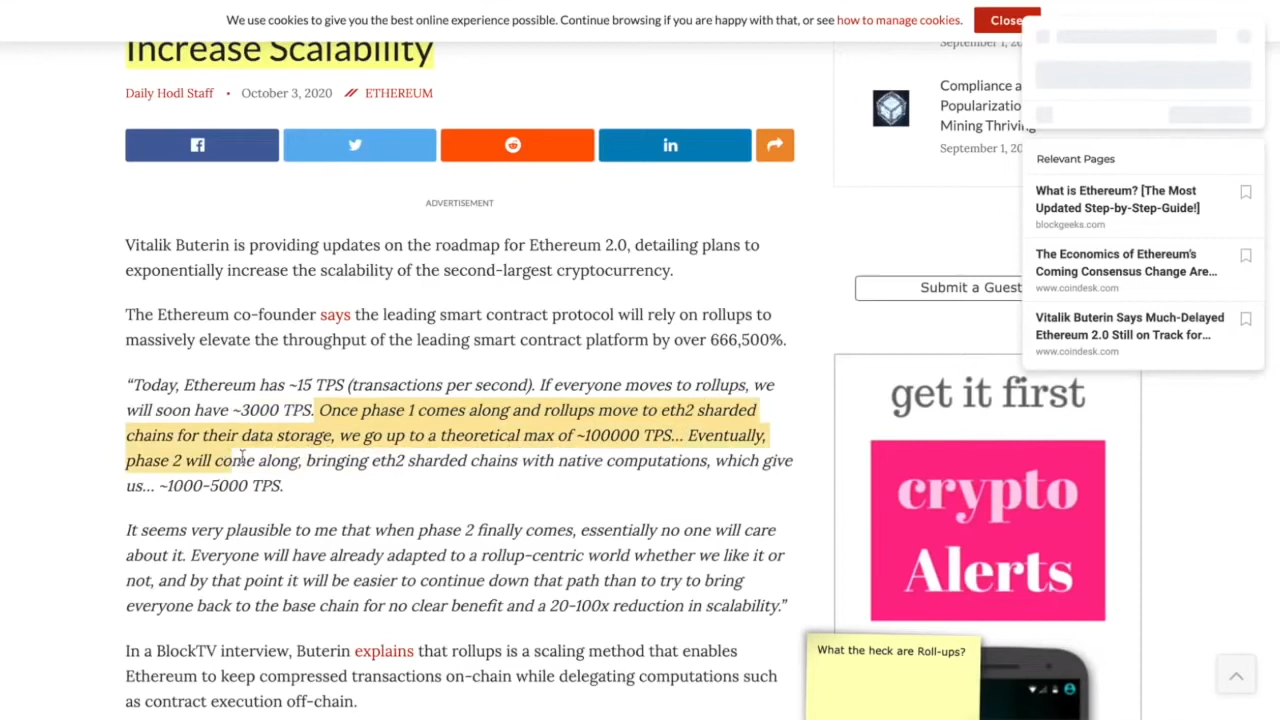 We use cookies to give you the best online experience possible. Continue browsing if you are happy with that, or see how to manage cookies.
Close
Increase Scalability
Daily Hodl Staff • October 3, 2020 // ETHEREUM
ADVERTISEMENT
Vitalik Buterin is providing updates on the roadmap for Ethereum 2.0, detailing plans to
exponentially increase the scalability of the second-largest cryptocurrency.
The Ethereum co-founder says the leading smart contract protocol will rely on rollups to
massively elevate the throughput of the leading smart contract platform by over 666,500%.
“Today, Ethereum has ~15 TPS (transactions per second). If everyone moves to rollups, we
will soon have ~3000 TPS. Once phase 1 comes along and rollups move to eth2 sharded
chains for their data storage, we go up to a theoretical max of ~100000 TPS… Eventually,
phase 2 will come along, bringing eth2 sharded chains with native computations, which give
us… ~1000-5000 TPS.
It seems very plausible to me that when phase 2 finally comes, essentially no one will care
about it. Everyone will have already adapted to a rollup-centric world whether we like it or
not, and by that point it will be easier to continue down that path than to try to bring
everyone back to the base chain for no clear benefit and a 20-100x reduction in scalability.”
In a BlockTV interview, Buterin explains that rollups is a scaling method that enables
Ethereum to keep compressed transactions on-chain while delegating computations such
as contract execution off-chain.
September 1, 20
Compliance a
Popularizatio
Mining Thriving
September 1, 20
Submit a Guest
get it first
crypto
Alerts
What the heck are Roll-ups?
Relevant Pages
What is Ethereum? [The Most
Updated Step-by-Step-Guide!]
blockgeeks.com
The Economics of Ethereum's
Coming Consensus Change Are...
www.coindesk.com
Vitalik Buterin Says Much-Delayed
Ethereum 2.0 Still on Track for...
www.coindesk.com